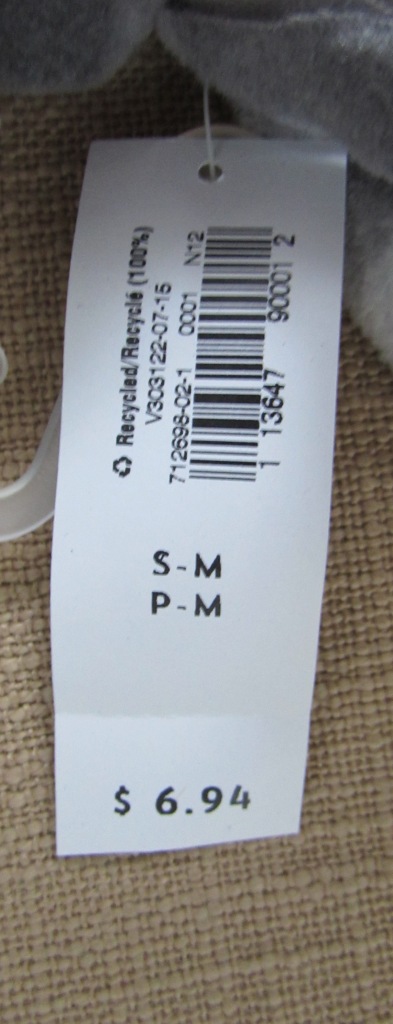 Recycled/Recyclé (100%)
V303122-07-15
712698-02-1 0001 N12
1 13647 90001 2
S - M
P - M
$ 6.94